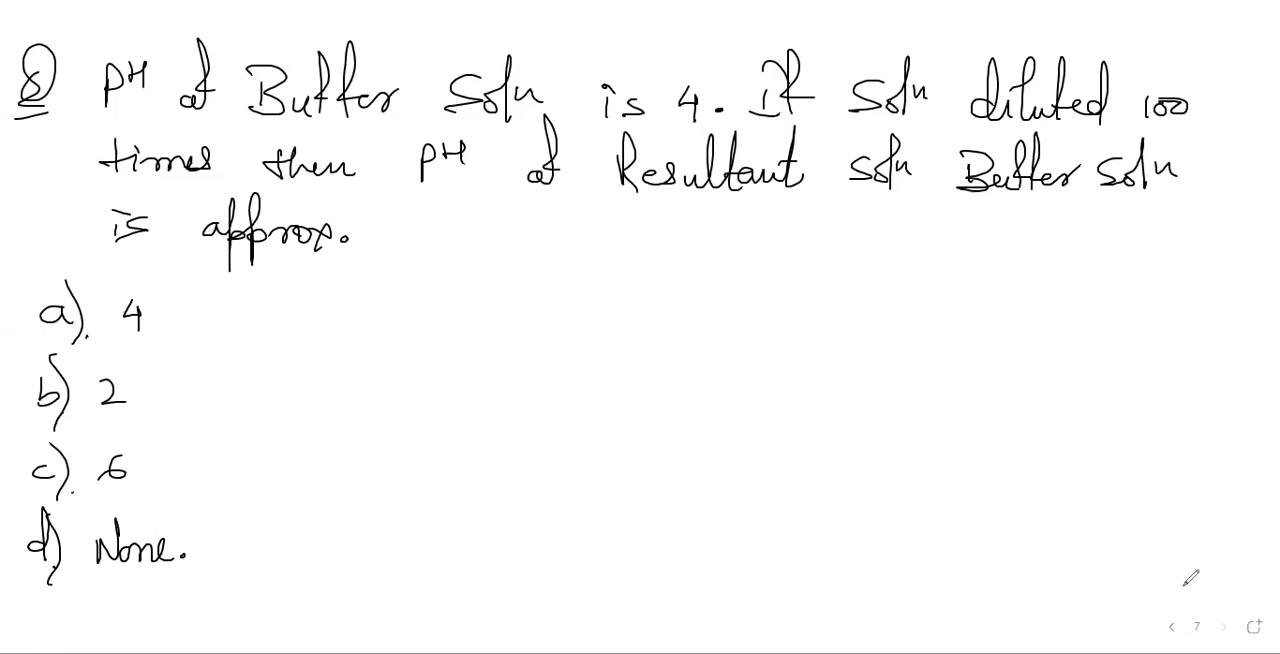 Q PH of Buffer Soln is 4. If Soln diluted 100
times then PH of Resultant soln Buffer Soln
is approx.
a). 4
b) 2
c). 6
d) None.
7